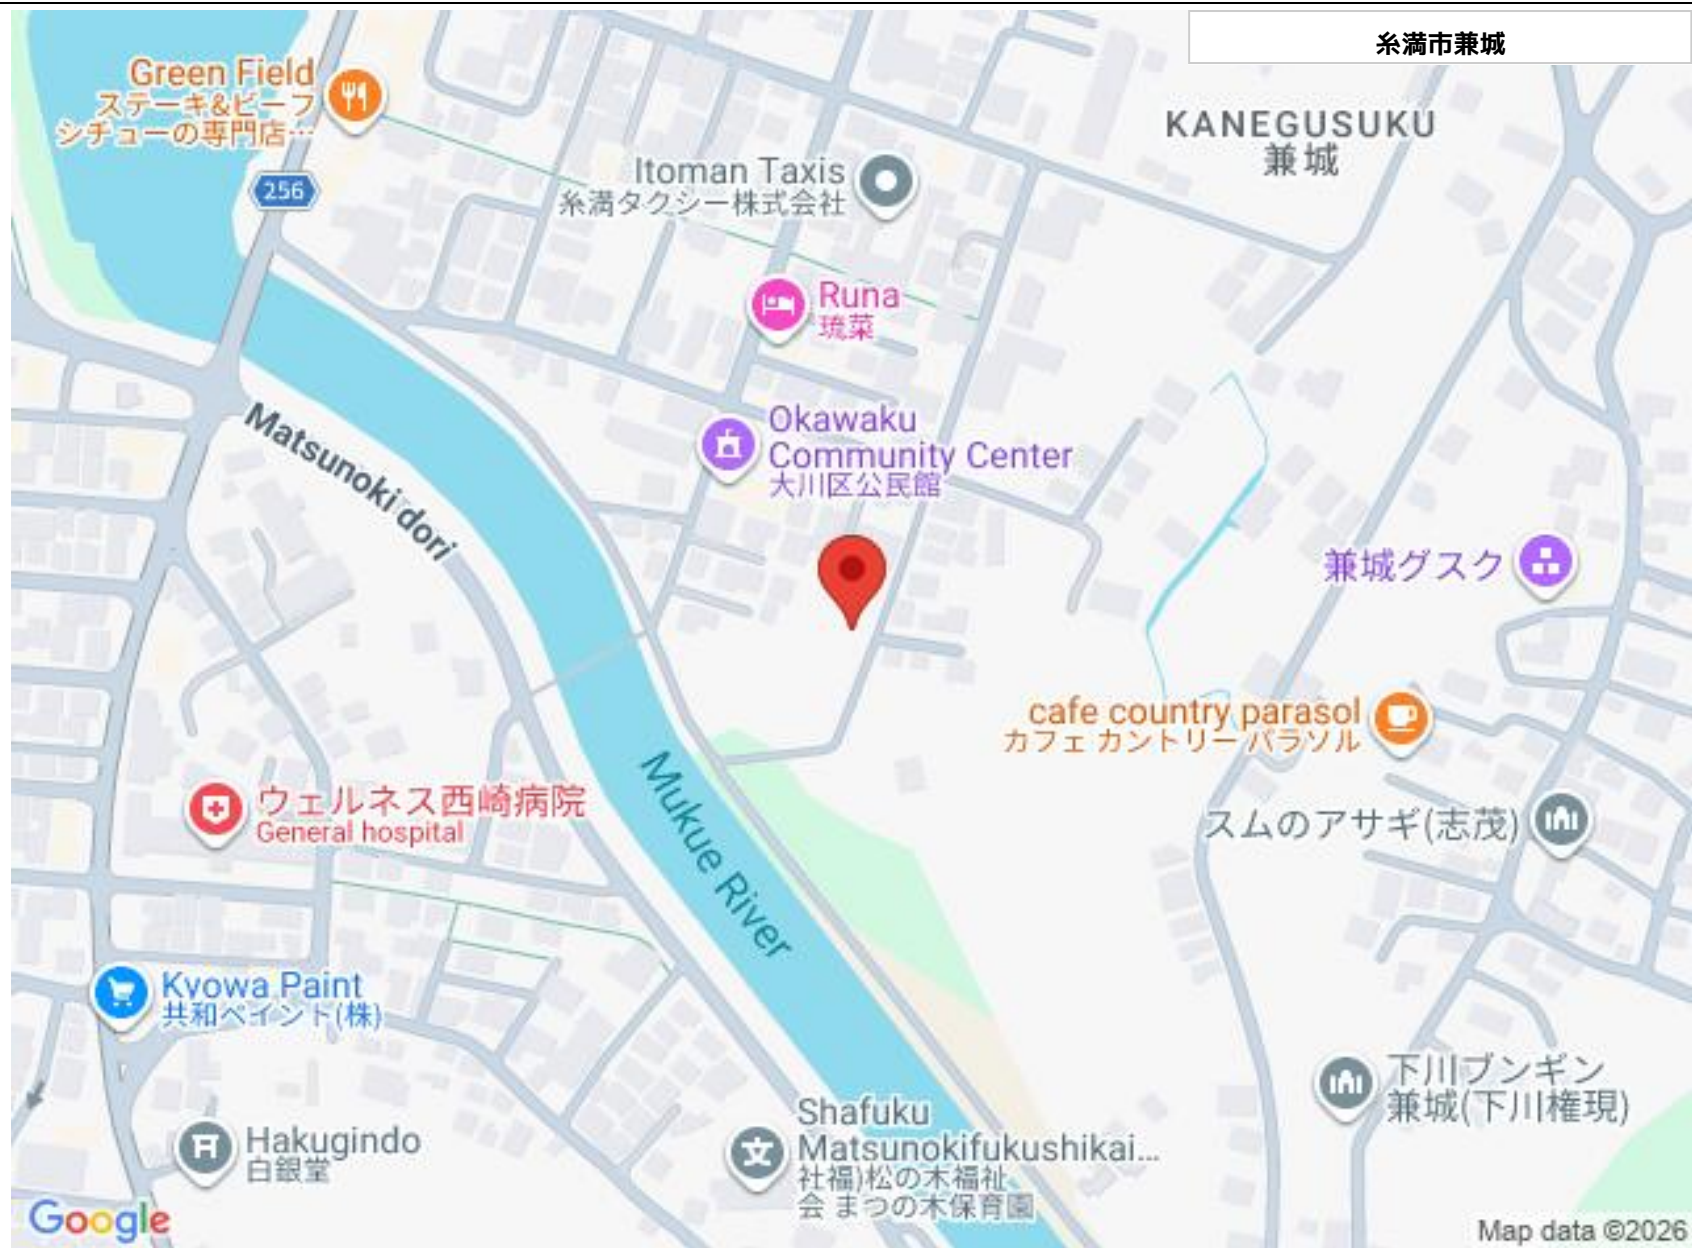 糸満市兼城
Green Field
ステーキ&ビーフ
シチューの専門店…
256
KANEGUSUKU
兼城
Itoman Taxis
糸満タクシー株式会社
Runa
琉菜
Matsunoki dori
Okawaku
Community Center
大川区公民館
兼城グスク
cafe country parasol
カフェ カントリー パラソル
ウェルネス西崎病院
General hospital
Mukue River
スムのアサギ(志茂)
Kyowa Paint
共和ペイント(株)
下川ブンギン
兼城(下川権現)
Hakugindo
白銀堂
Shafuku
Matsunokifukushikai...
社福)松の木福祉
会 まつの木保育園
Google
Map data ©2026